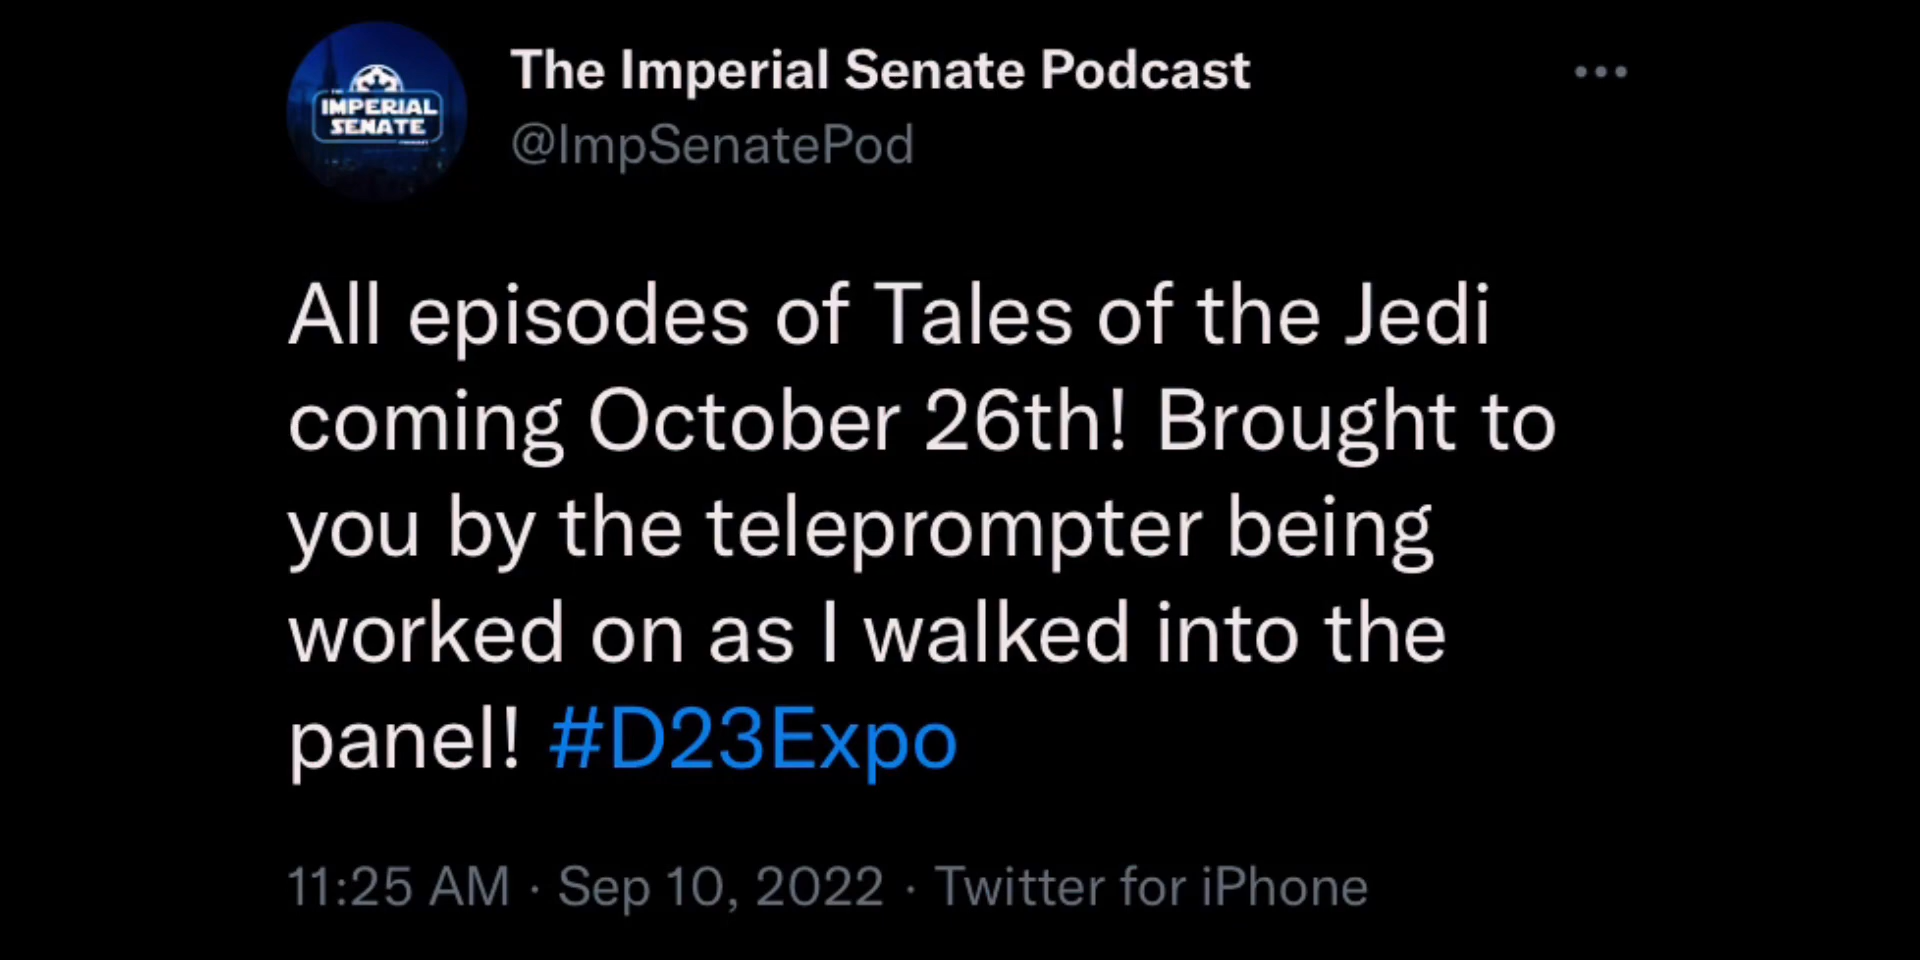 The Imperial Senate Podcast
@ImpSenatePod
IMPERIAL
SENATE
All episodes of Tales of the Jedi
coming October 26th! Brought to
you by the teleprompter being
worked on as I walked into the
panel! #D23Expo
11:25 AM · Sep 10, 2022 · Twitter for iPhone